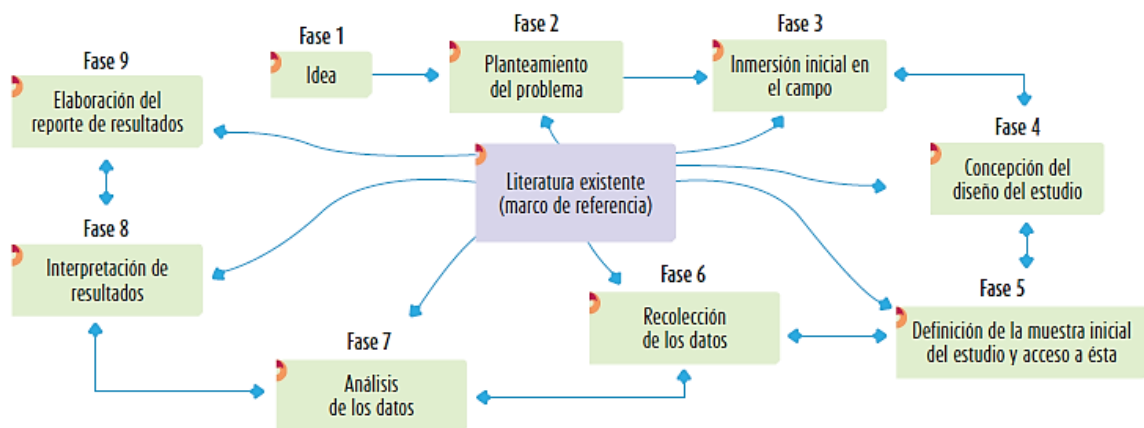 Fase 1
Idea
Fase 2
Planteamiento
del problema
Fase 3
Inmersión inicial en
el campo
Fase 4
Concepción del
diseño del estudio
Fase 5
Definición de la muestra inicial
del estudio y acceso a ésta
Fase 6
Recolección
de los datos
Fase 7
Análisis
de los datos
Fase 8
Interpretación de
resultados
Fase 9
Elaboración del
reporte de resultados
Literatura existente
(marco de referencia)